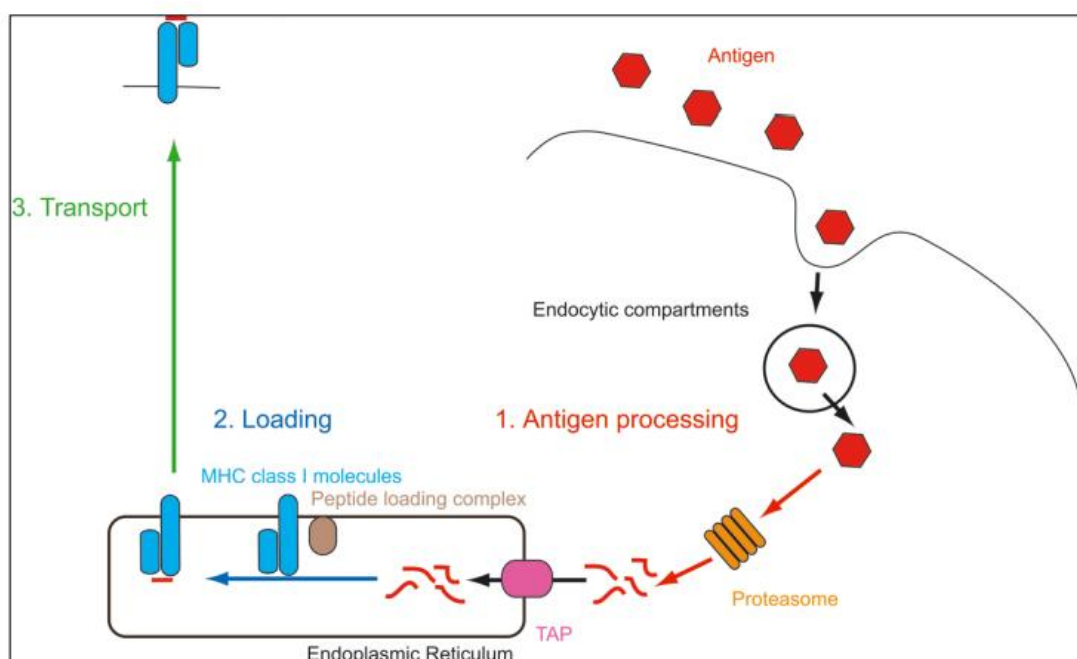 Antigen
3. Transport
Endocytic compartments
2. Loading
1. Antigen processing
MHC class I molecules
Peptide loading complex
Proteasome
TAP
Endoplasmic Reticulum